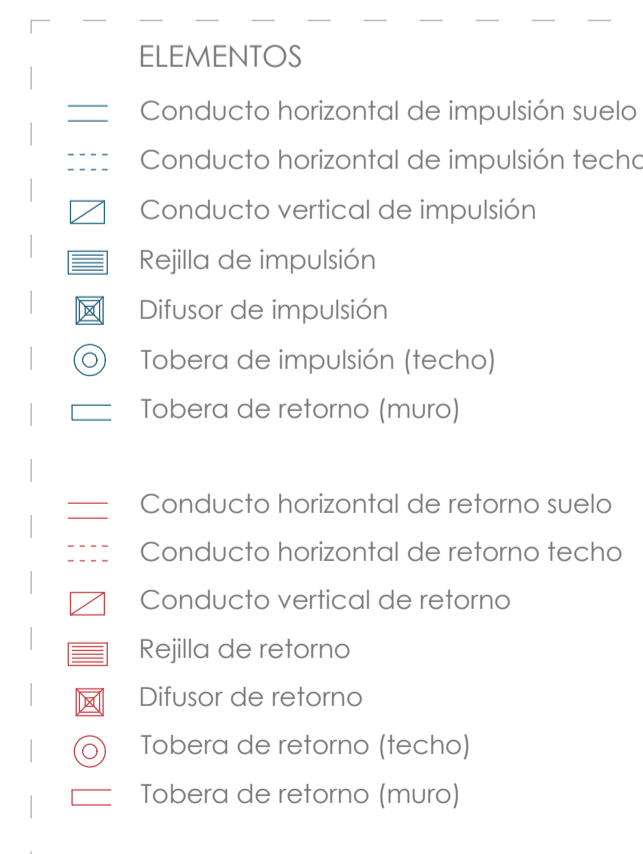 ELEMENTOS
Conducto horizontal de impulsión suelo
Conducto horizontal de impulsión techo
Conducto vertical de impulsión
Rejilla de impulsión
Difusor de impulsión
Tobera de impulsión (techo)
Tobera de retorno (muro)
Conducto horizontal de retorno suelo
Conducto horizontal de retorno techo
Conducto vertical de retorno
Rejilla de retorno
Difusor de retorno
Tobera de retorno (techo)
Tobera de retorno (muro)